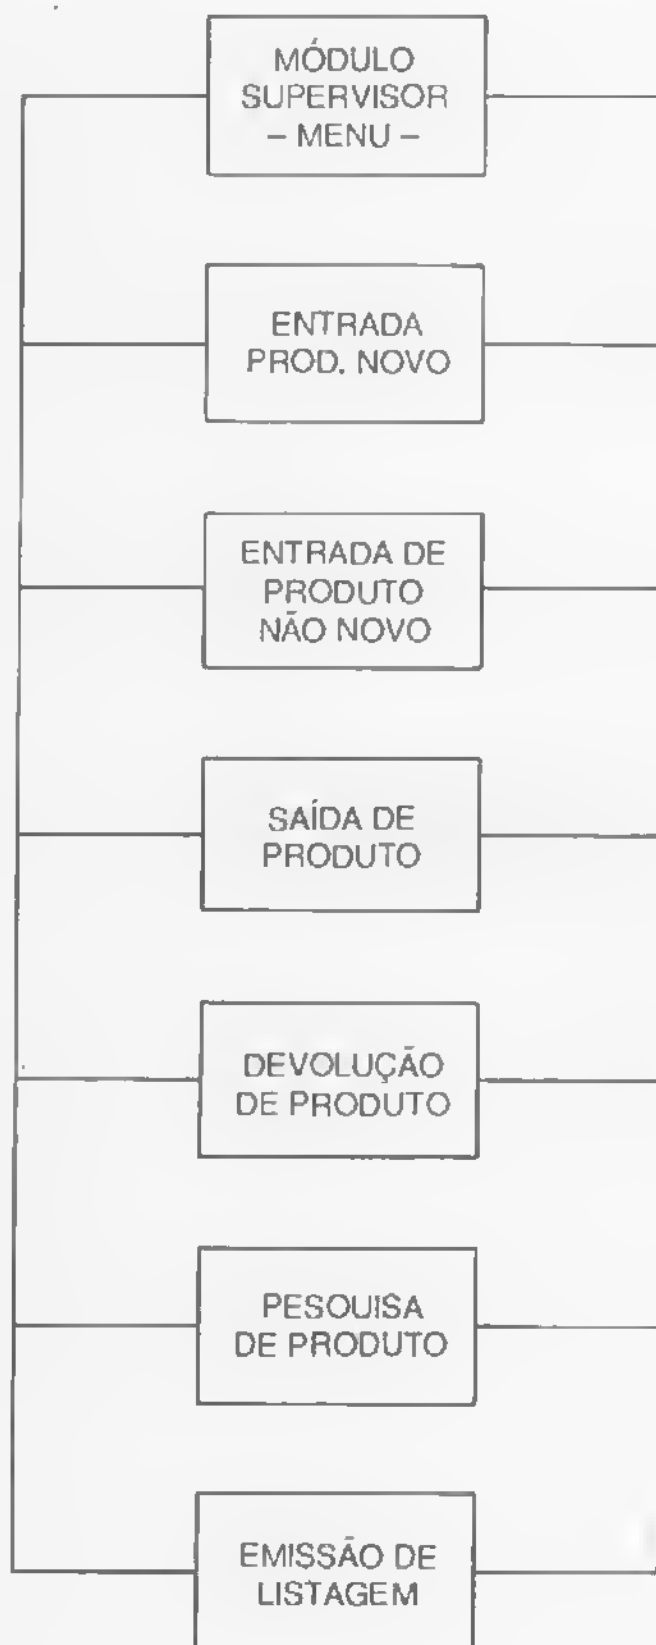 MÓDULO
SUPERVISOR
– MENU –
ENTRADA
PROD. NOVO
ENTRADA DE
PRODUTO
NÃO NOVO
SAÍDA DE
PRODUTO
DEVOLUÇÃO
DE PRODUTO
PESQUISA
DE PRODUTO
EMISSÃO DE
LISTAGEM